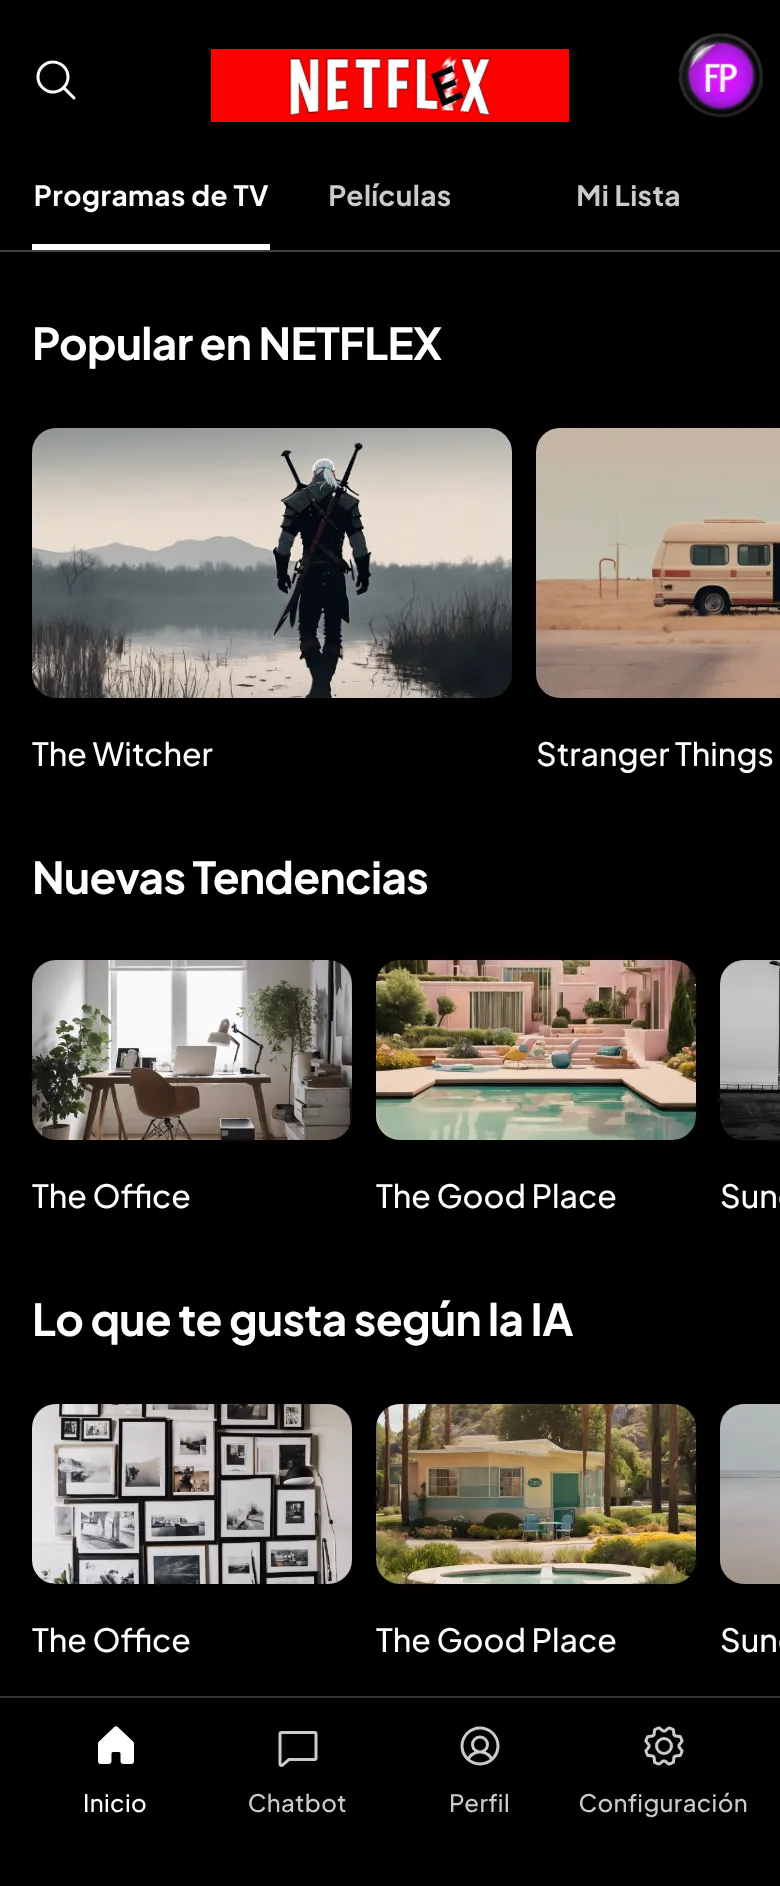 NETFLEX
FP
Programas de TV
Películas
Mi Lista
Popular en NETFLEX
The Witcher
Stranger Things
Nuevas Tendencias
The Office
The Good Place
Sun
Lo que te gusta según la IA
The Office
The Good Place
Sun
Inicio
Chatbot
Perfil
Configuración